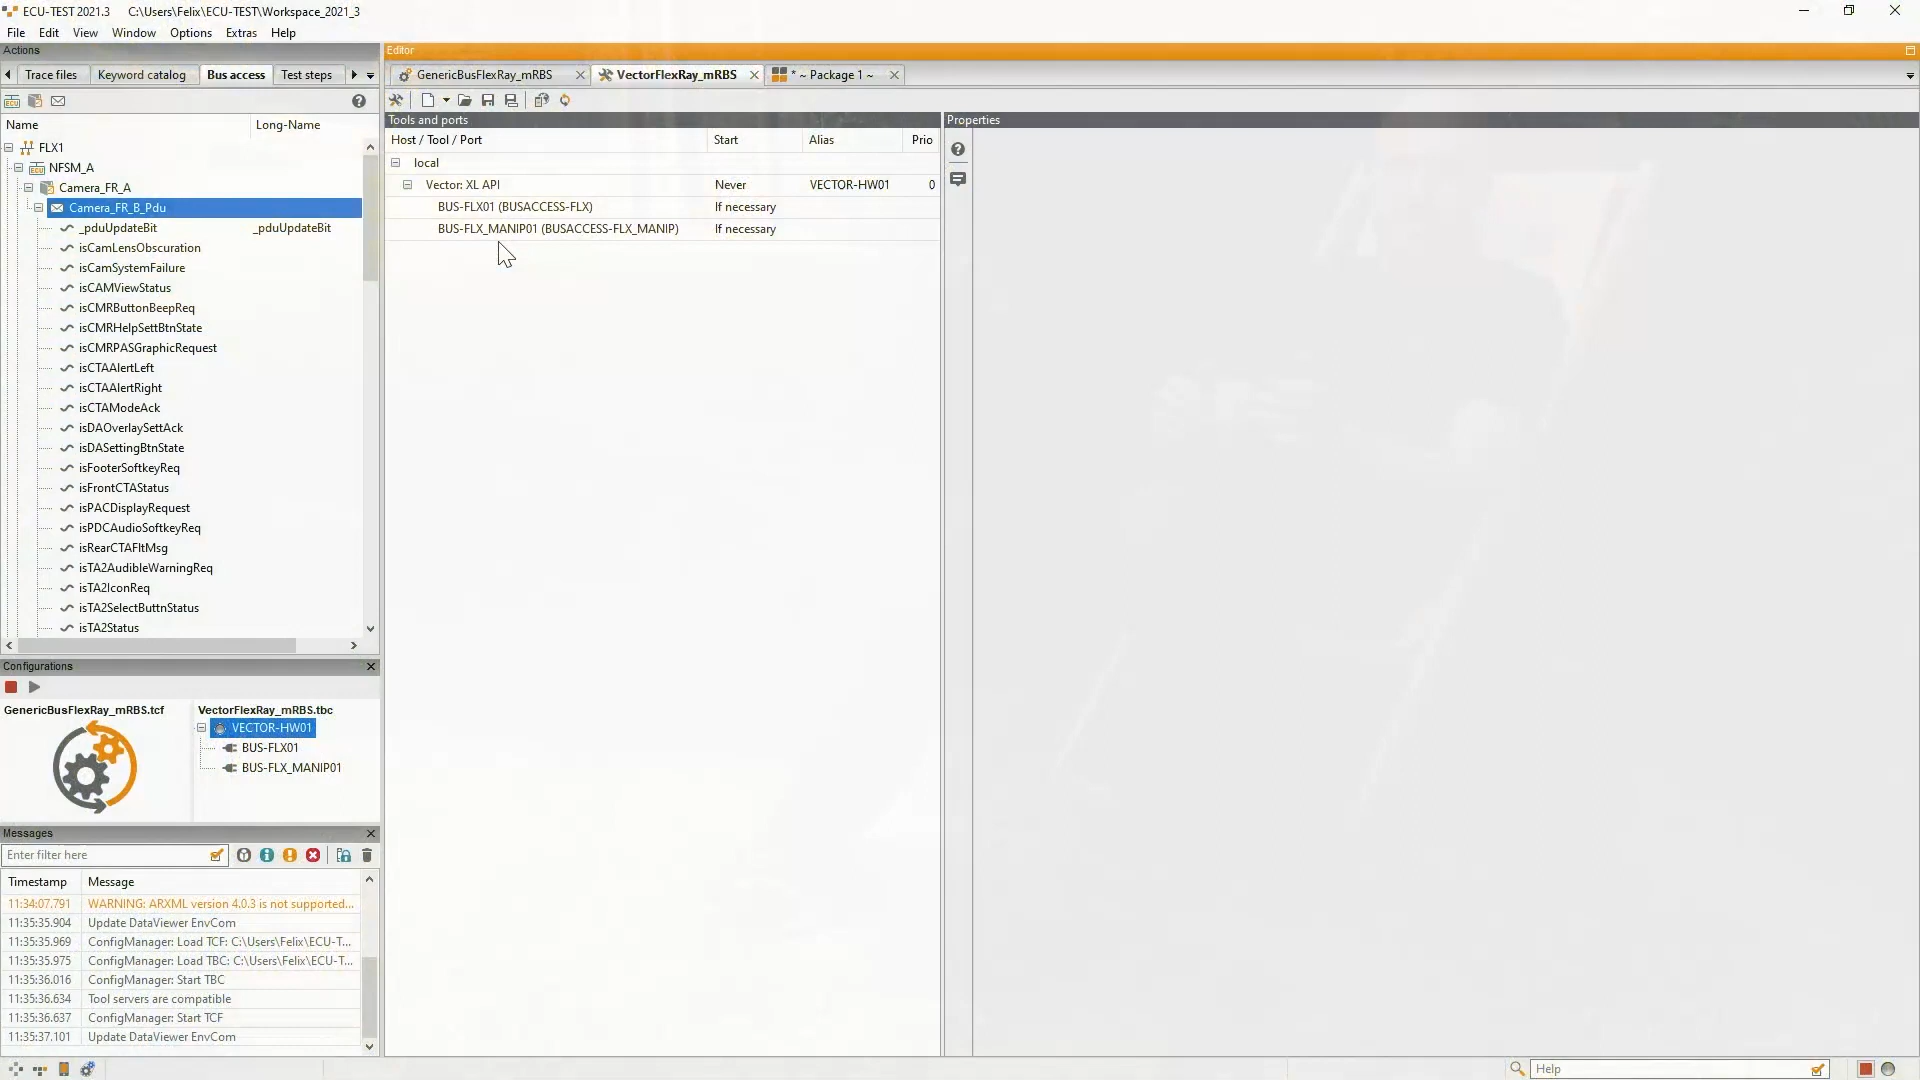 ECU-TEST 2021.3 C:\Users\Felix\ECU-TEST\Workspace_2021_3
File Edit View Window Options Extras Help
Actions
Trace files Keyword catalog Bus access Test steps
Name Long-Name
FLX1
NFSM_A
Camera_FR_A
Camera_FR_B_Pdu
_pduUpdateBit _pduUpdateBit
isCamLensObscuration
isCamSystemFailure
isCAMViewStatus
isCMRButtonBeepReq
isCMRHelpSettBtnState
isCMRPASGraphicRequest
isCTAAlertLeft
isCTAAlertRight
isCTAModeAck
isDAOverlaySettAck
isDASettingBtnState
isFooterSoftkeyReq
isFrontCTAStatus
isPACDisplayRequest
isPDCAudioSoftkeyReq
isRearCTAFltMsg
isTA2AudibleWarningReq
isTA2IconReq
isTA2SelectButtnStatus
isTA2Status
Configurations
GenericBusFlexRay_mRBS.tcf
VectorFlexRay_mRBS.tbc
VECTOR-HW01
BUS-FLX01
BUS-FLX_MANIP01
Messages
Enter filter here
Timestamp Message
11:34:07.791 WARNING: ARXML version 4.0.3 is not supported...
11:35:35.904 Update DataViewer EnvCom
11:35:35.969 ConfigManager: Load TCF: C:\Users\Felix\ECU-T...
11:35:35.975 ConfigManager: Load TBC: C:\Users\Felix\ECU-T...
11:35:36.016 ConfigManager: Start TBC
11:35:36.634 Tool servers are compatible
11:35:36.637 ConfigManager: Start TCF
11:35:37.101 Update DataViewer EnvCom
Editor
GenericBusFlexRay_mRBS VectorFlexRay_mRBS * ~ Package 1 ~
Tools and ports
Host / Tool / Port Start Alias Prio
local
Vector: XL API Never VECTOR-HW01 0
BUS-FLX01 (BUSACCESS-FLX) If necessary
BUS-FLX_MANIP01 (BUSACCESS-FLX_MANIP) If necessary
Properties
Help